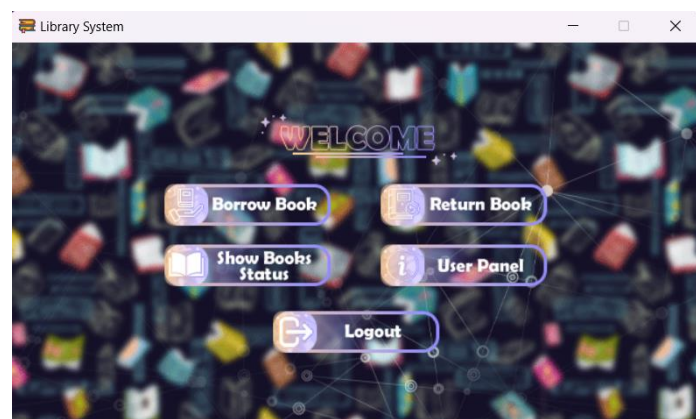 Library System
WELCOME
Borrow Book
Return Book
Show Books
Status
User Panel
Logout